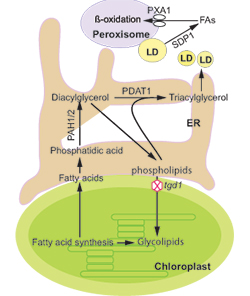 ß-oxidation
PXA1
FAs
Peroxisome
SDP1
LD
LD
LD
PDAT1
Diacylglycerol
Triacylglycerol
PAH1/2
ER
Phosphatidic acid
phospholipids
Fatty acids
tgd1
Fatty acid synthesis
Glycolipids
Chloroplast